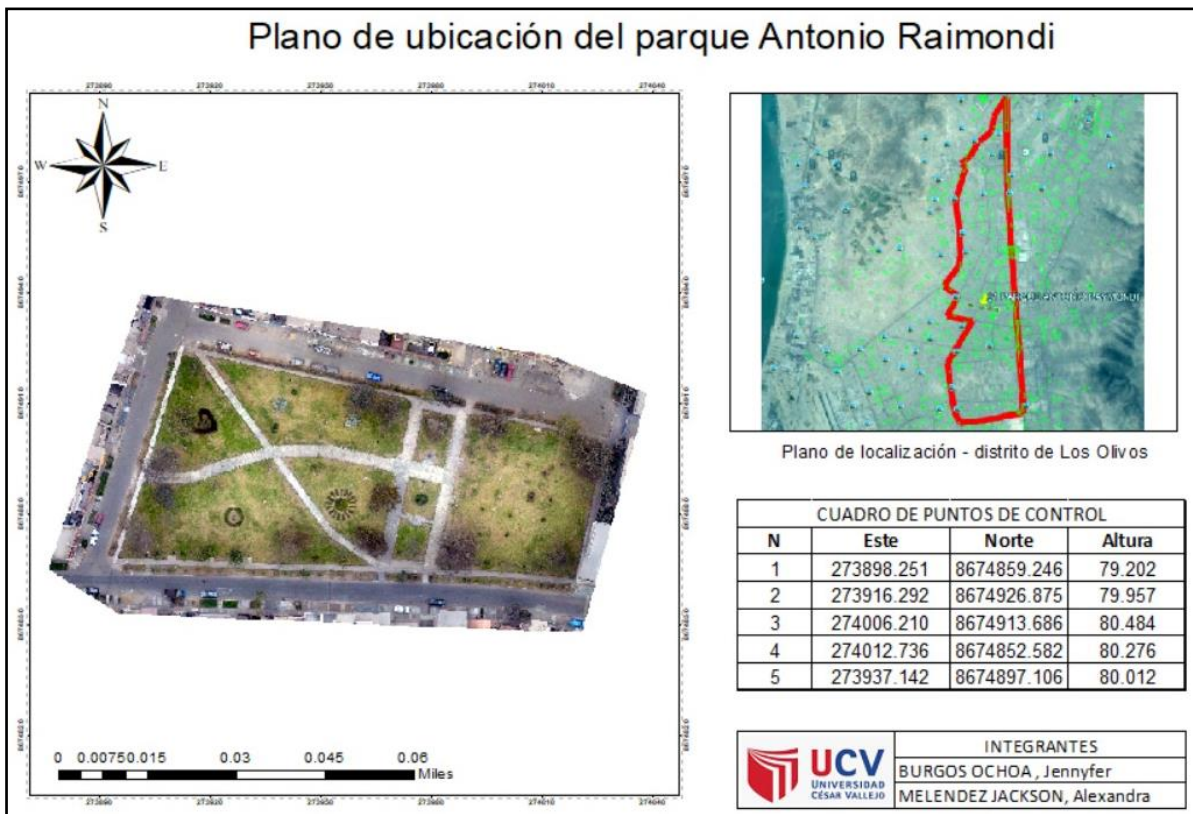 Plano de ubicación del parque Antonio Raimondi
N
W E
S
0 0.0075 0.015 0.03 0.045 0.06
Miles
Plano de localización - distrito de Los Olivos
CUADRO DE PUNTOS DE CONTROL
N Este Norte Altura
1 273898.251 8674859.246 79.202
2 273916.292 8674926.875 79.957
3 274006.210 8674913.686 80.484
4 274012.736 8674852.582 80.276
5 273937.142 8674897.106 80.012
UCV
UNIVERSIDAD
CÉSAR VALLEJO
INTEGRANTES
BURGOS OCHOA , Jennyfer
MELENDEZ JACKSON, Alexandra